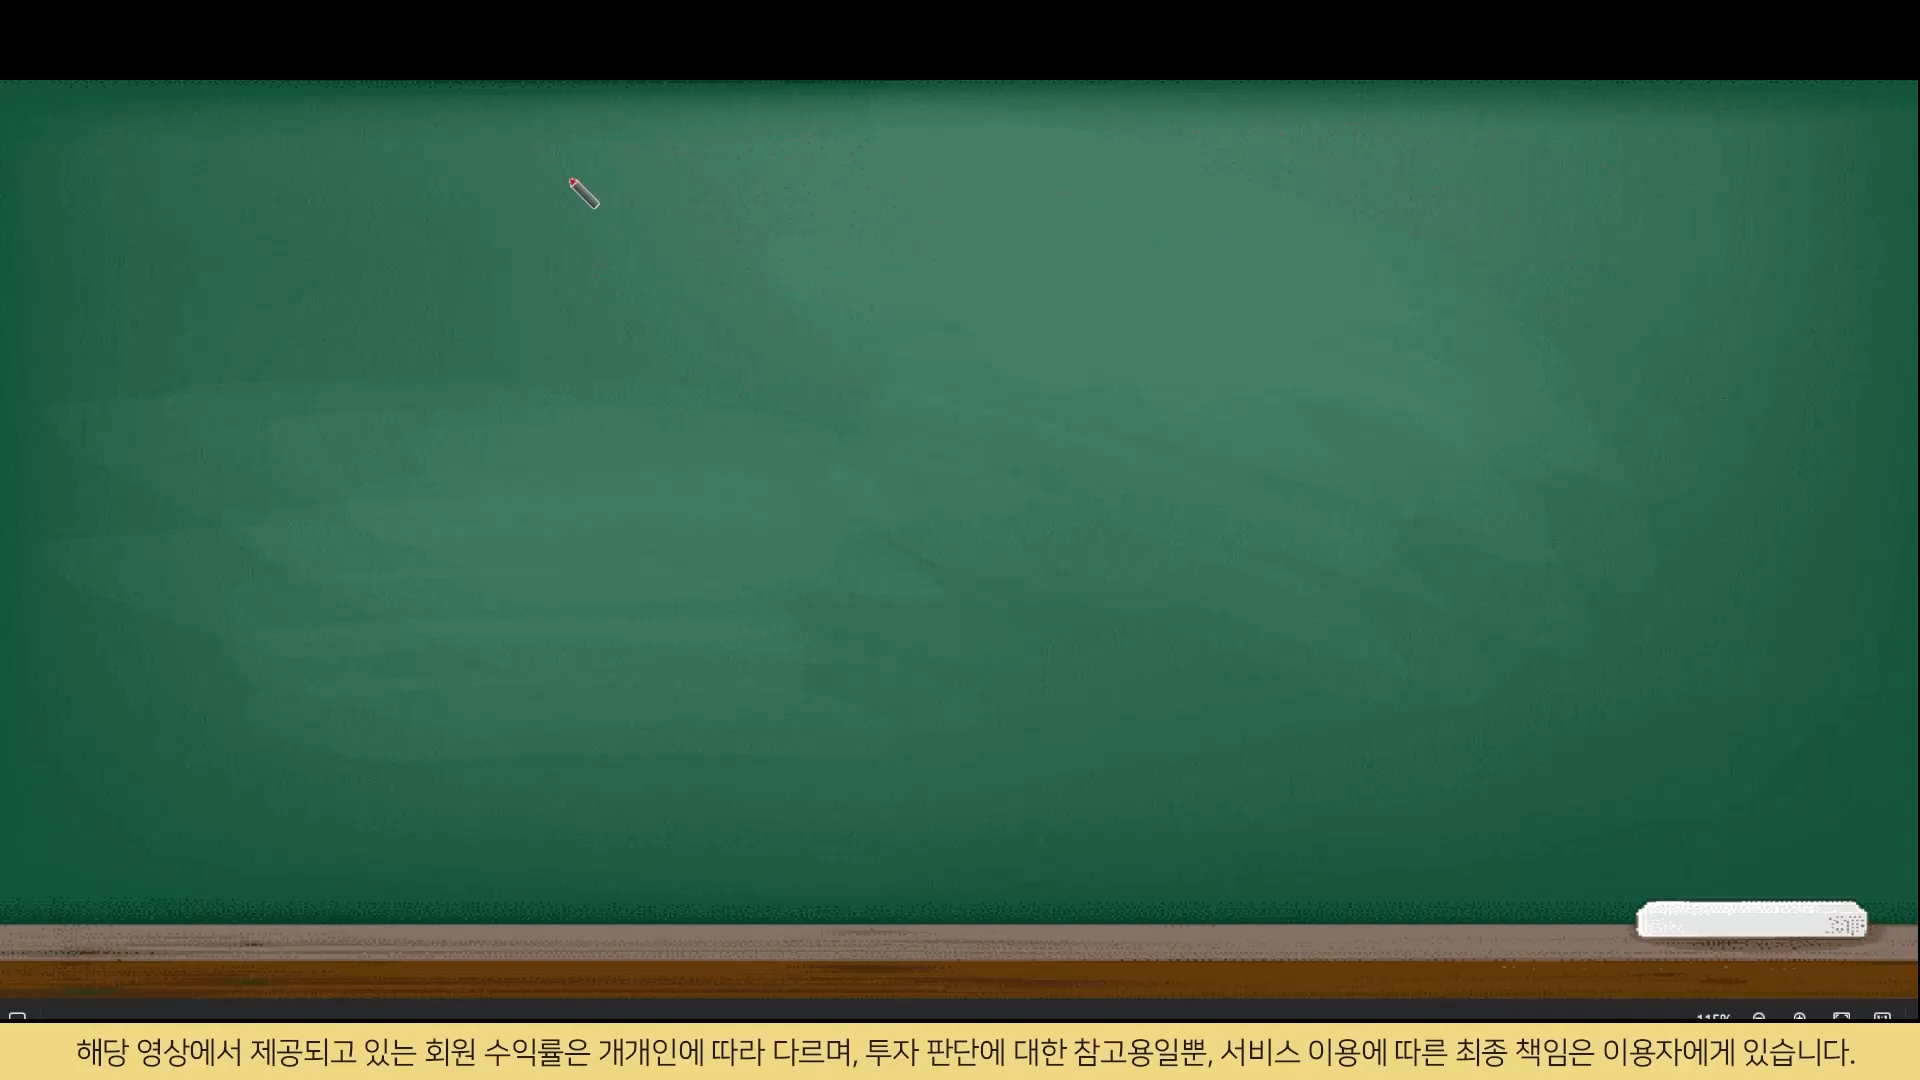 해당 영상에서 제공되고 있는 회원 수익률은 개개인에 따라 다르며, 투자 판단에 대한 참고용일뿐, 서비스 이용에 따른 최종 책임은 이용자에게 있습니다.